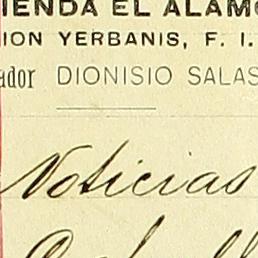 IENDA EL ALAMO
ION YERBANIS, F. I.
ador DIONISIO SALAS
Noticias